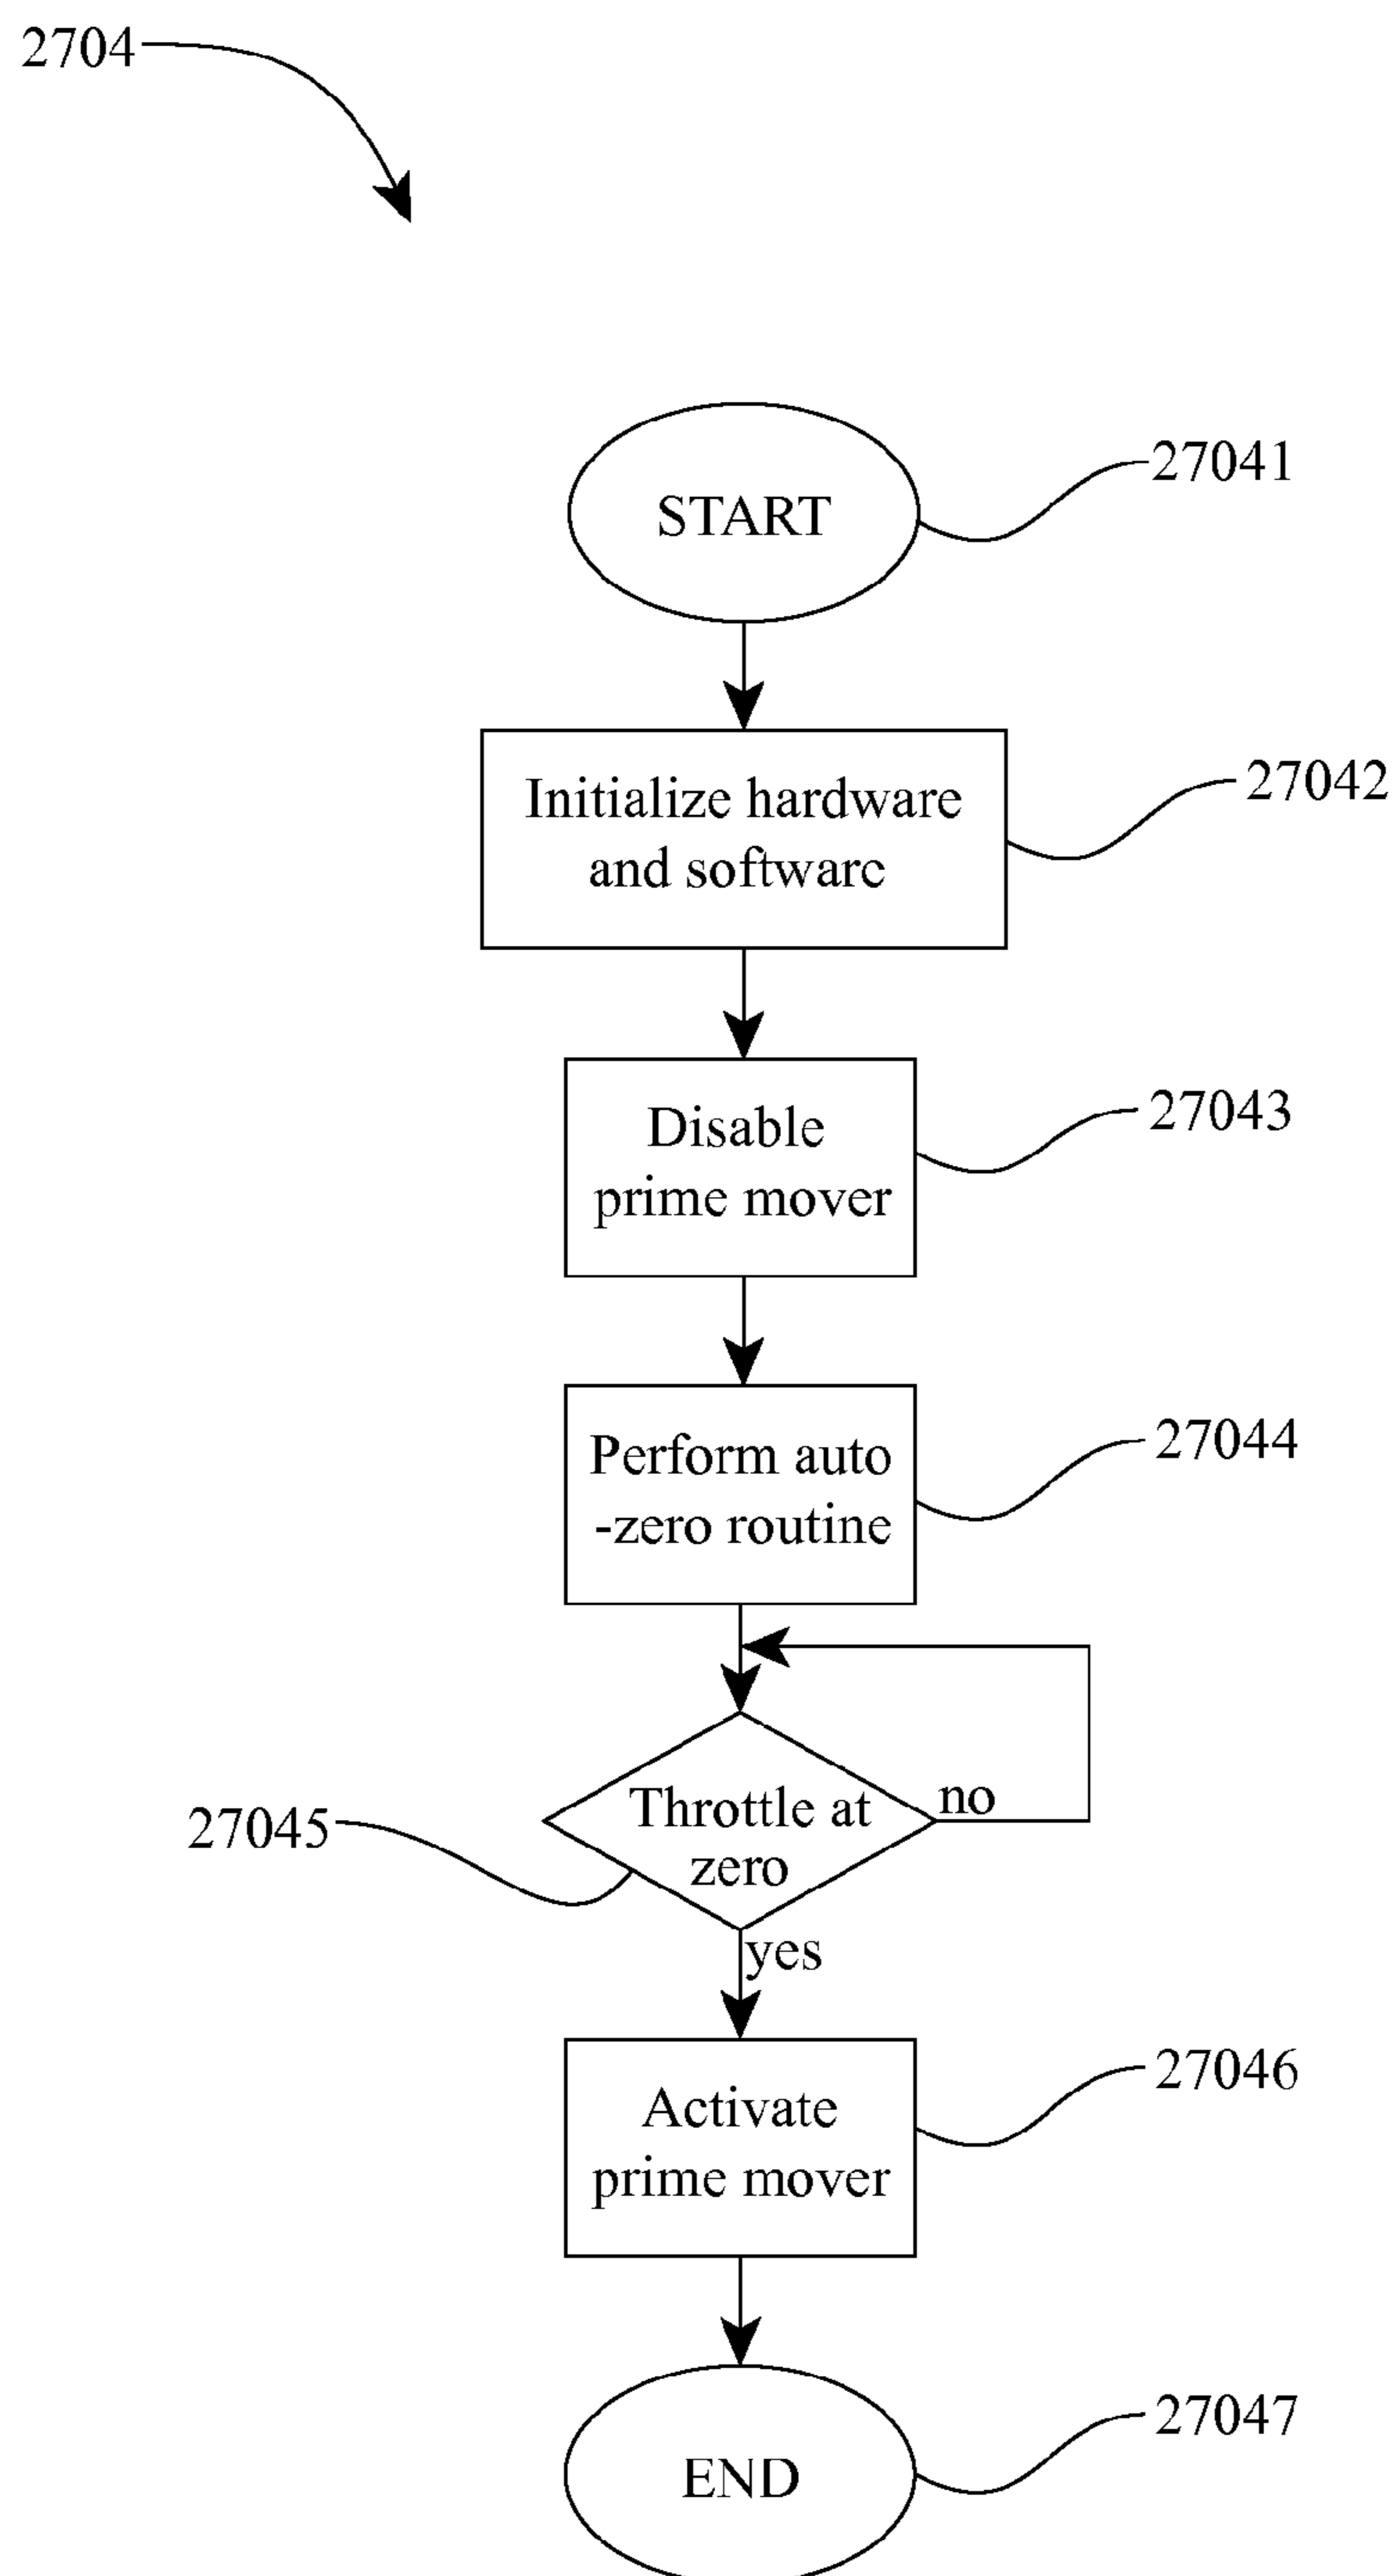 2704
START
27041
Initialize hardware
and software
27042
Disable
prime mover
27043
Perform auto
-zero routine
27044
Throttle at
zero
no
27045
yes
Activate
prime mover
27046
END
27047